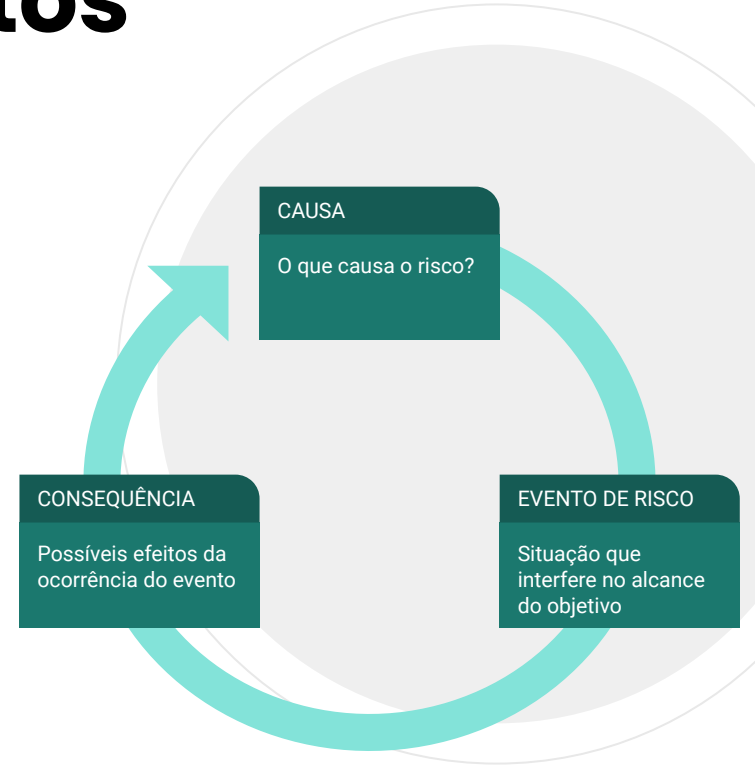 tos
CAUSA
O que causa o risco?
CONSEQUÊNCIA
Possíveis efeitos da
ocorrência do evento
EVENTO DE RISCO
Situação que
interfere no alcance
do objetivo